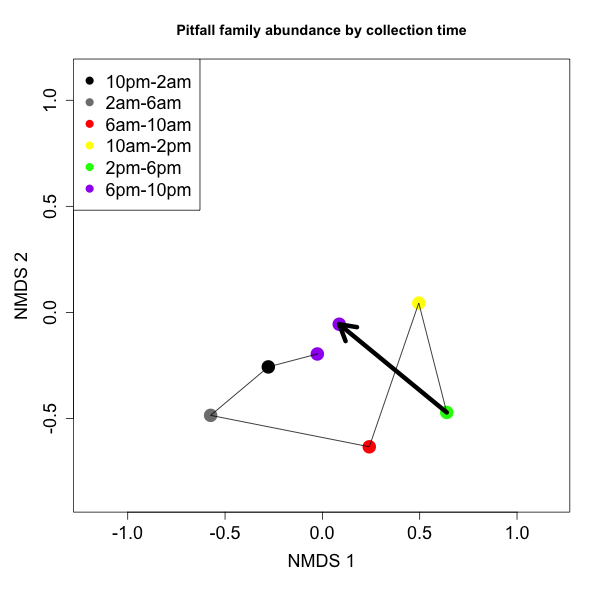 Pitfall family abundance by collection time
10pm-2am
2am-6am
6am-10am
10am-2pm
2pm-6pm
6pm-10pm
1.0
0.5
0.0
-0.5
NMDS 2
-1.0 -0.5 0.0 0.5 1.0
NMDS 1